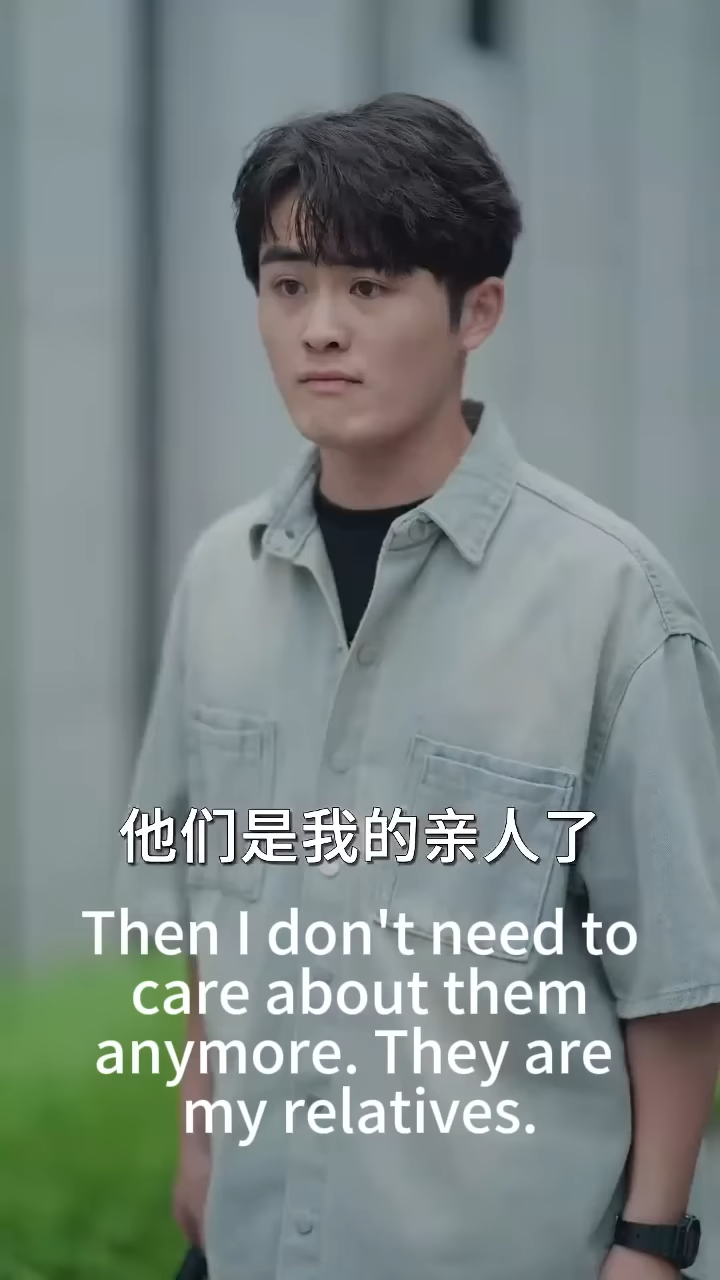 他们是我的亲人了
Then I don't need to
care about them
anymore. They are
my relatives.